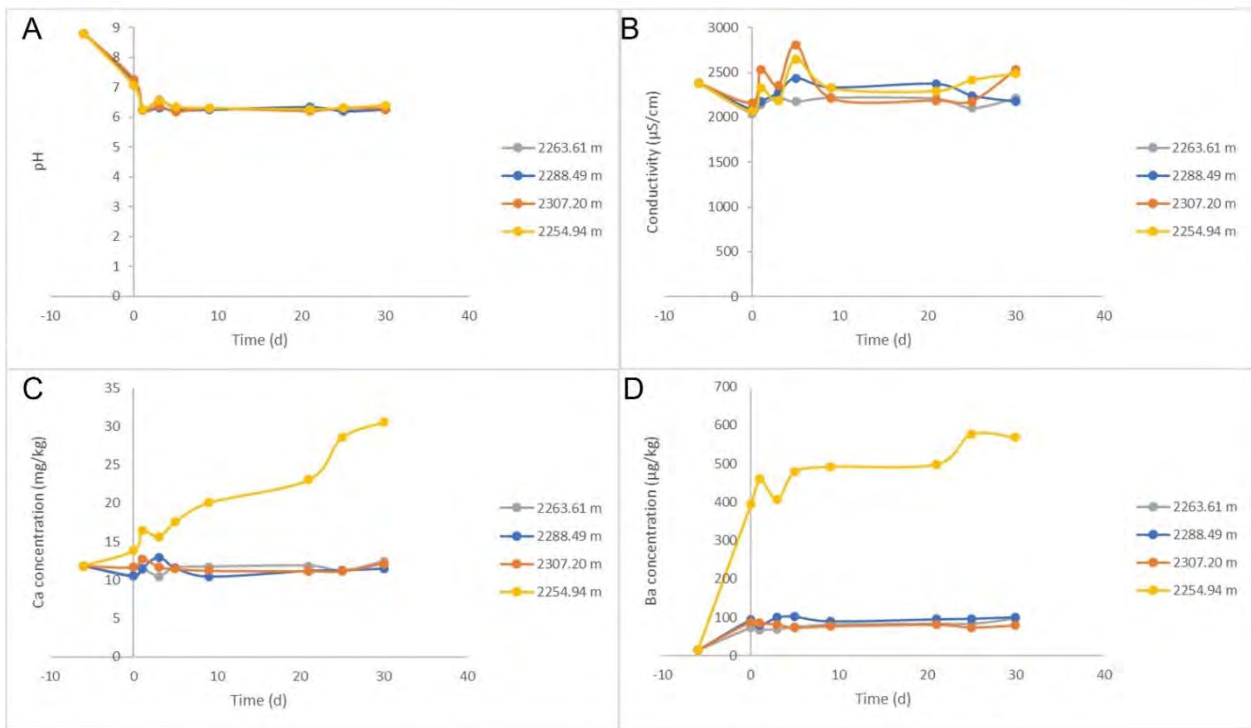 A
9
8
7
6
5
4
3
2
1
0
pH
-10
0
10
20
30
40
Time (d)
2263.61 m
2288.49 m
2307.20 m
2254.94 m
B
3000
2500
2000
1500
1000
500
0
Conductivity (µS/cm)
-10
0
10
20
30
40
Time (d)
2263.61 m
2288.49 m
2307.20 m
2254.94 m
C
35
30
25
20
15
10
5
0
Ca concentration (mg/kg)
-10
0
10
20
30
40
Time (d)
2263.61 m
2288.49 m
2307.20 m
2254.94 m
D
700
600
500
400
300
200
100
0
Ba concentration (µg/kg)
-10
0
10
20
30
40
Time (d)
2263.61 m
2288.49 m
2307.20 m
2254.94 m